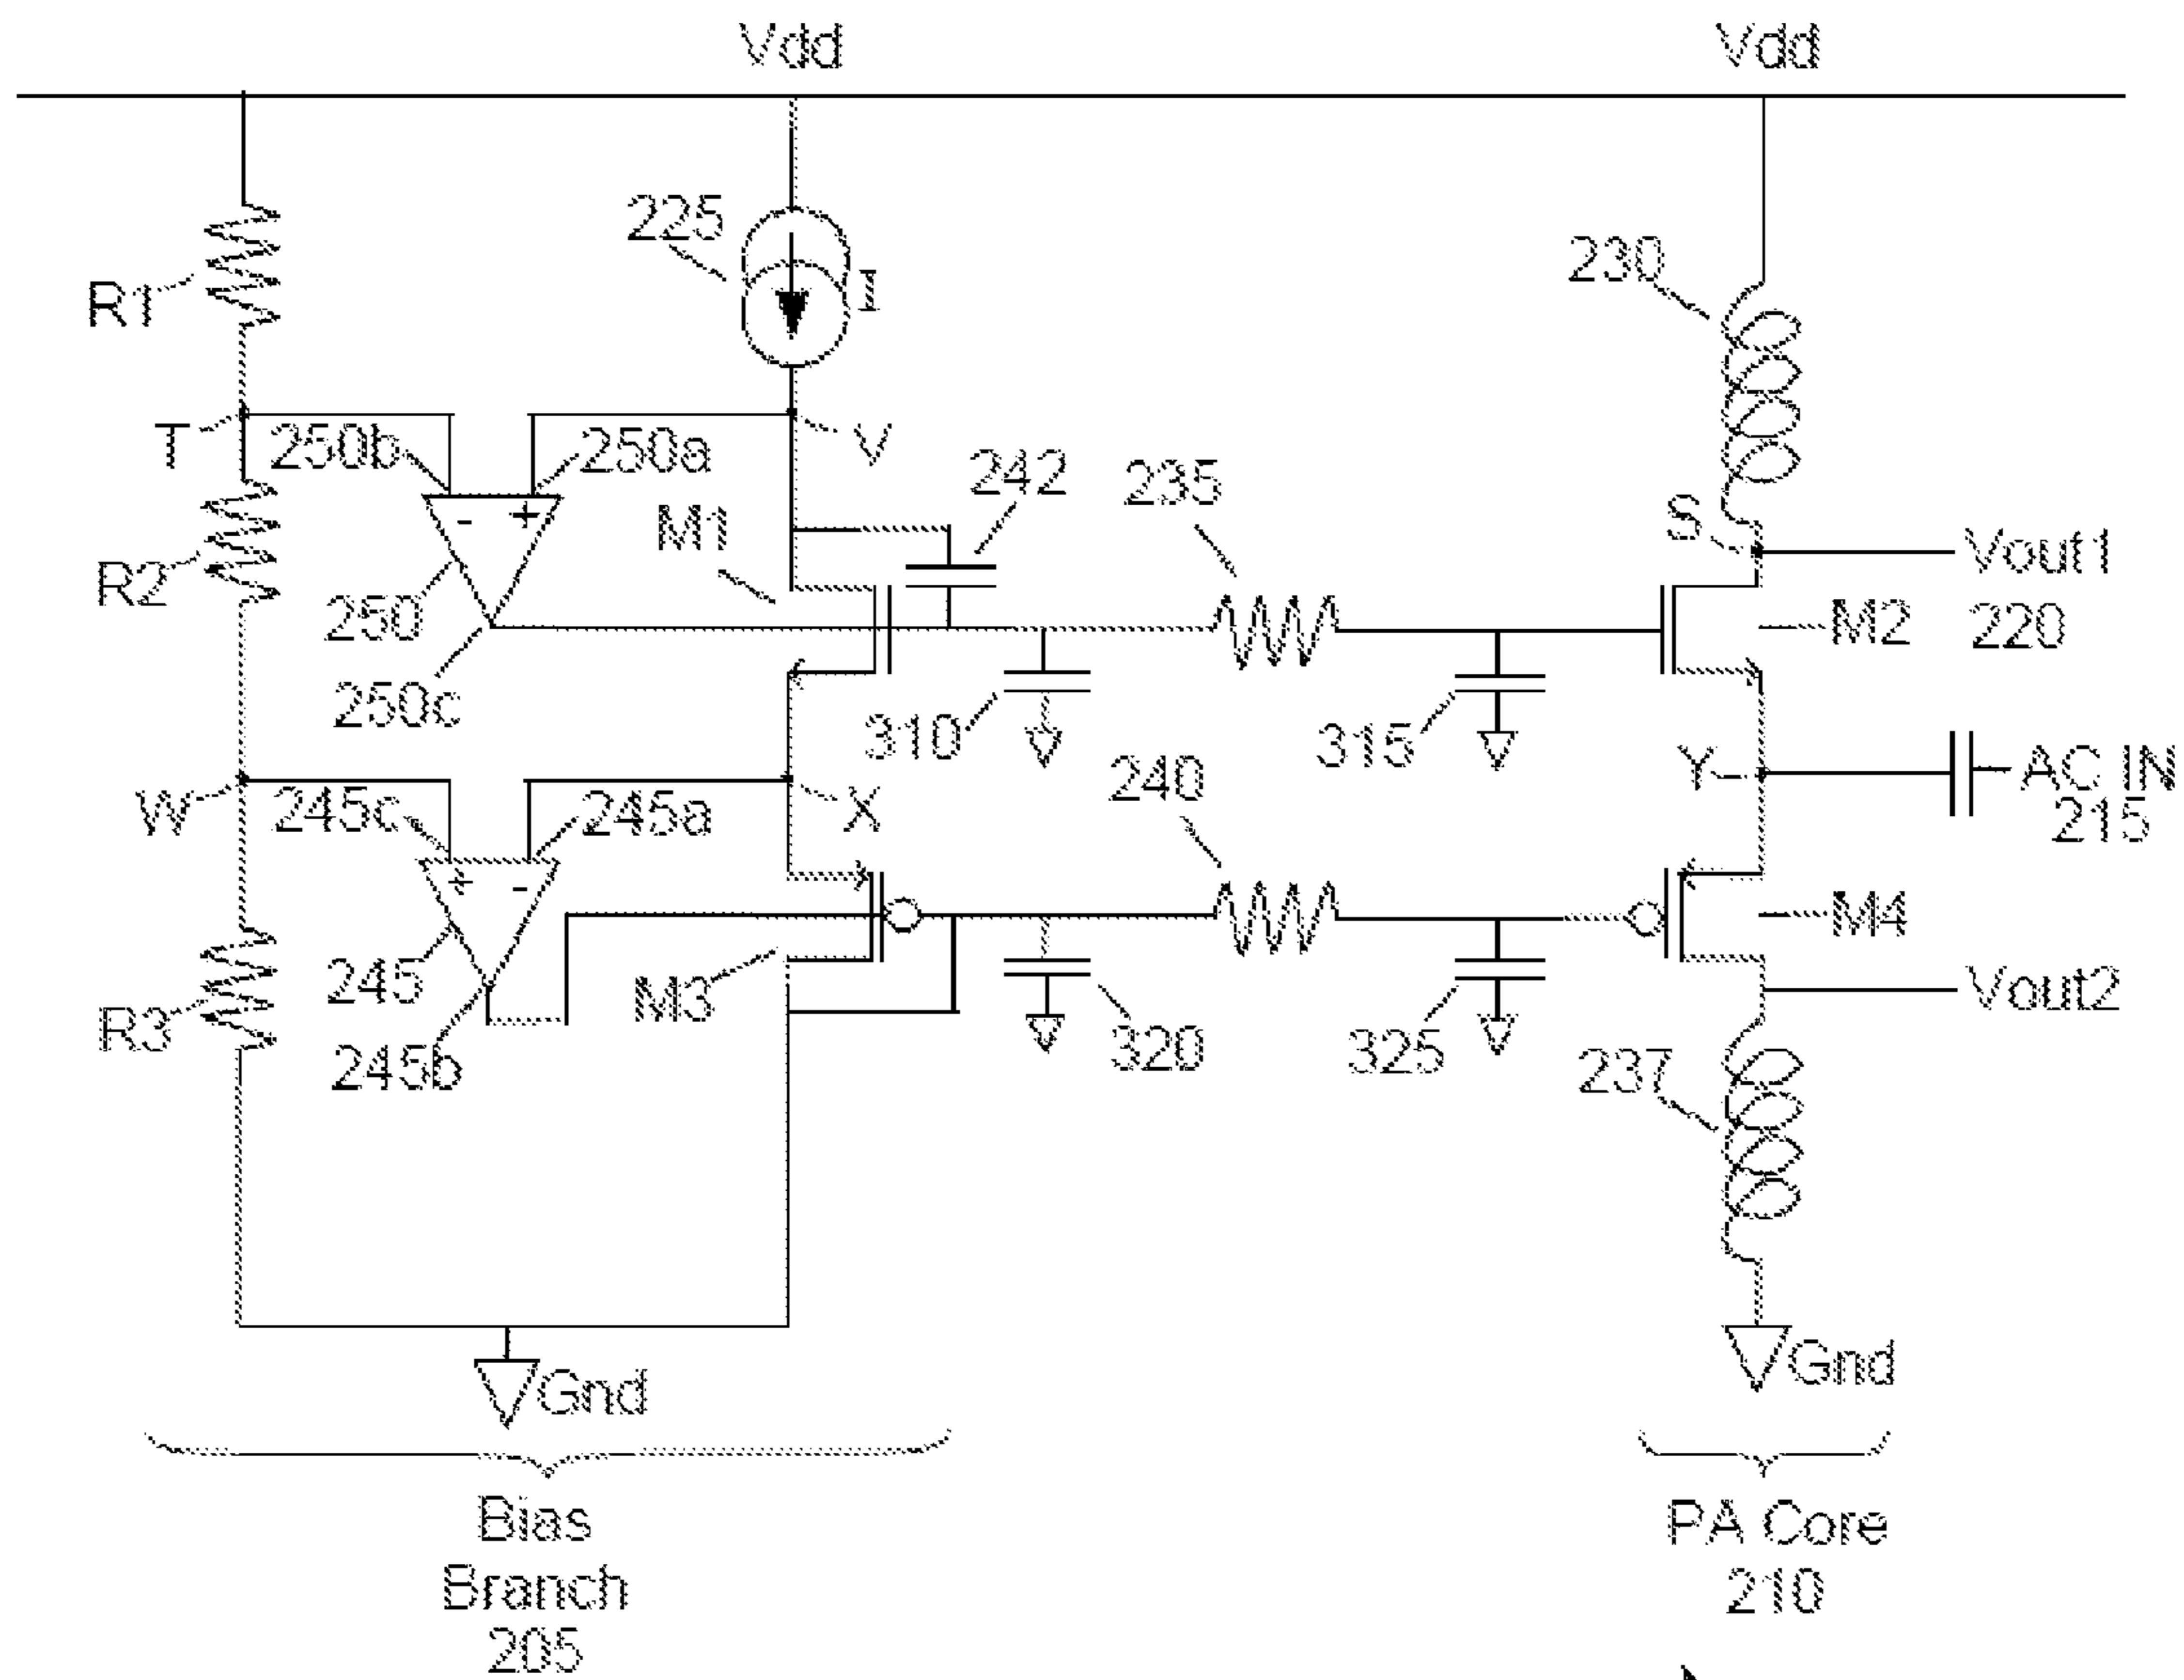 Vdd
Vdd
225
I
230
R1
T
250b
250a
V
242
235
S
Vout1
220
M1
- +
R2
250
M2
250c
310
315
Y
AC IN
215
W
245c
245a
X
240
+ -
M4
R3
245
M3
Vout2
245b
320
325
237
Gnd
Gnd
Bias
Branch
205
PA Core
210